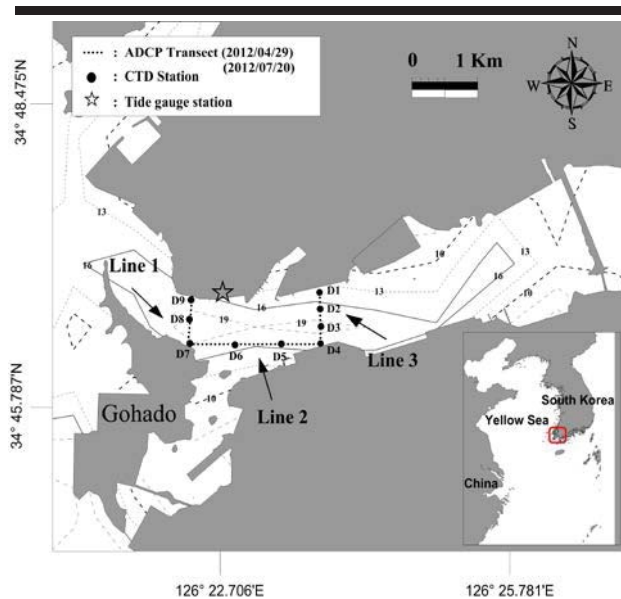 : ADCP Transect (2012/04/29)
(2012/07/20)
: CTD Station
: Tide gauge station
0 1 Km
N
W E
S
34° 48.475'N
13
10
13
16
16
16
13
10
Line 1
D9
D1
D8
19
19
D2
D3
D7
D6
D5
D4
Line 3
Line 2
Gohado
10
34° 45.787'N
South Korea
Yellow Sea
China
126° 22.706'E
126° 25.781'E